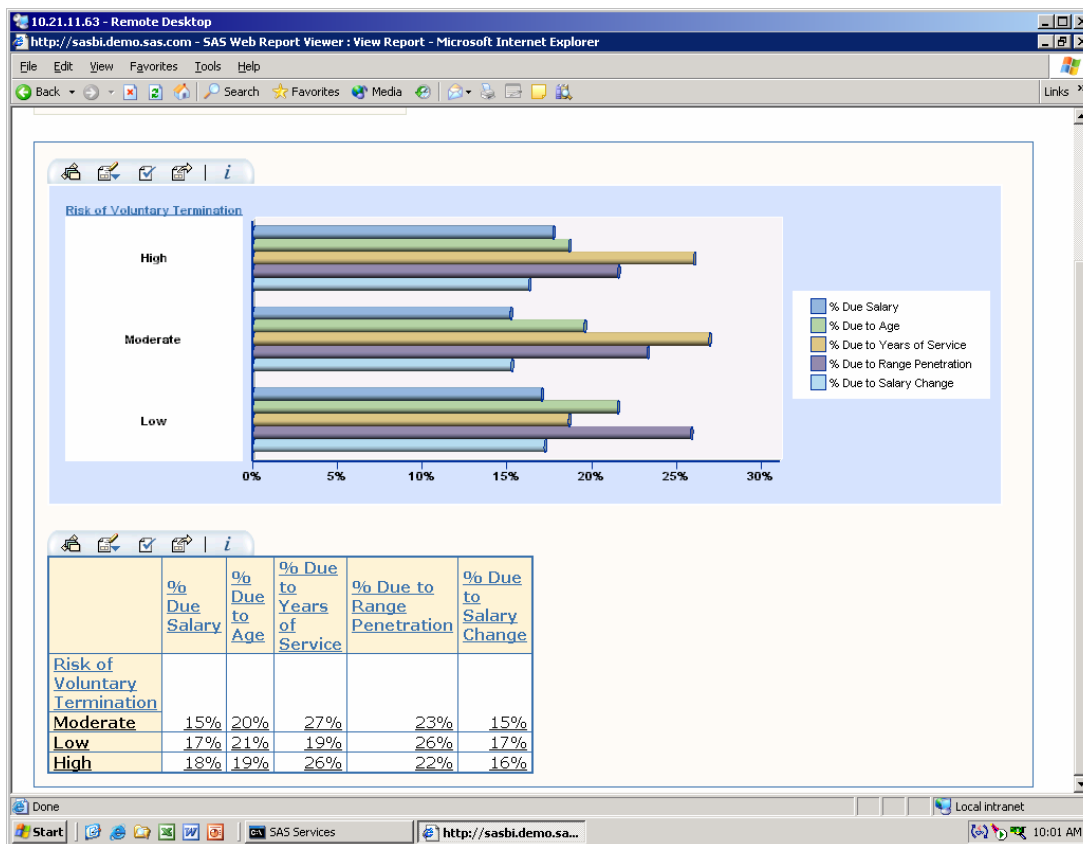 10.21.11.63 - Remote Desktop
http://sasbi.demo.sas.com - SAS Web Report Viewer : View Report - Microsoft Internet Explorer
File Edit View Favorites Tools Help
Back Search Favorites Media Links »
i
Risk of Voluntary Termination
High
Moderate
Low
0% 5% 10% 15% 20% 25% 30%
% Due Salary
% Due to Age
% Due to Years of Service
% Due to Range Penetration
% Due to Salary Change
i
% Due Salary
% Due to Age
% Due to Years of Service
% Due to Range Penetration
% Due to Salary Change
Risk of
Voluntary
Termination
Moderate 15% 20% 27% 23% 15%
Low 17% 21% 19% 26% 17%
High 18% 19% 26% 22% 16%
Done Local intranet
Start SAS Services http://sasbi.demo.sa... 10:01 AM